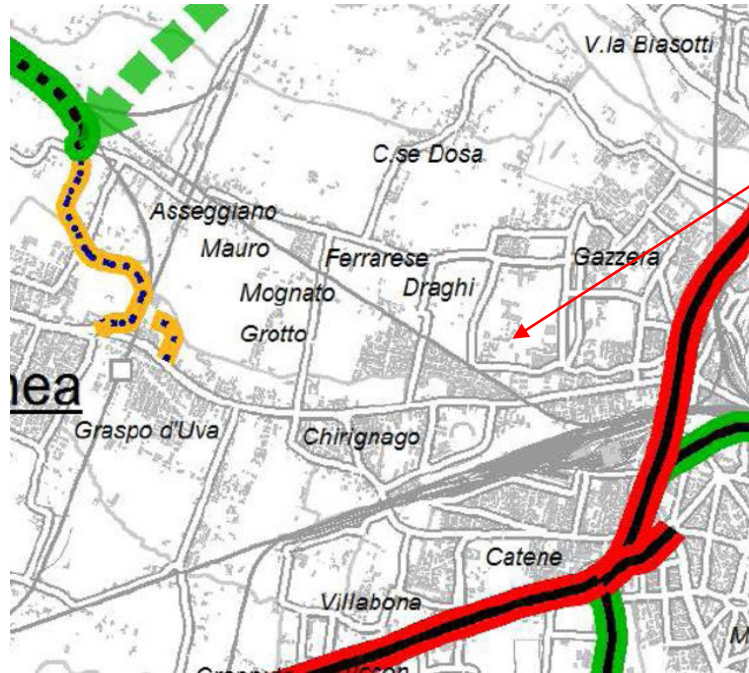 V.la Biasotti
C.se Dosa
Asseggiano
Mauro
Ferrarese
Gazzera
Mognato
Draghi
Grotto
nea
Graspo d'Uva
Chirignago
Catene
Villabona
M